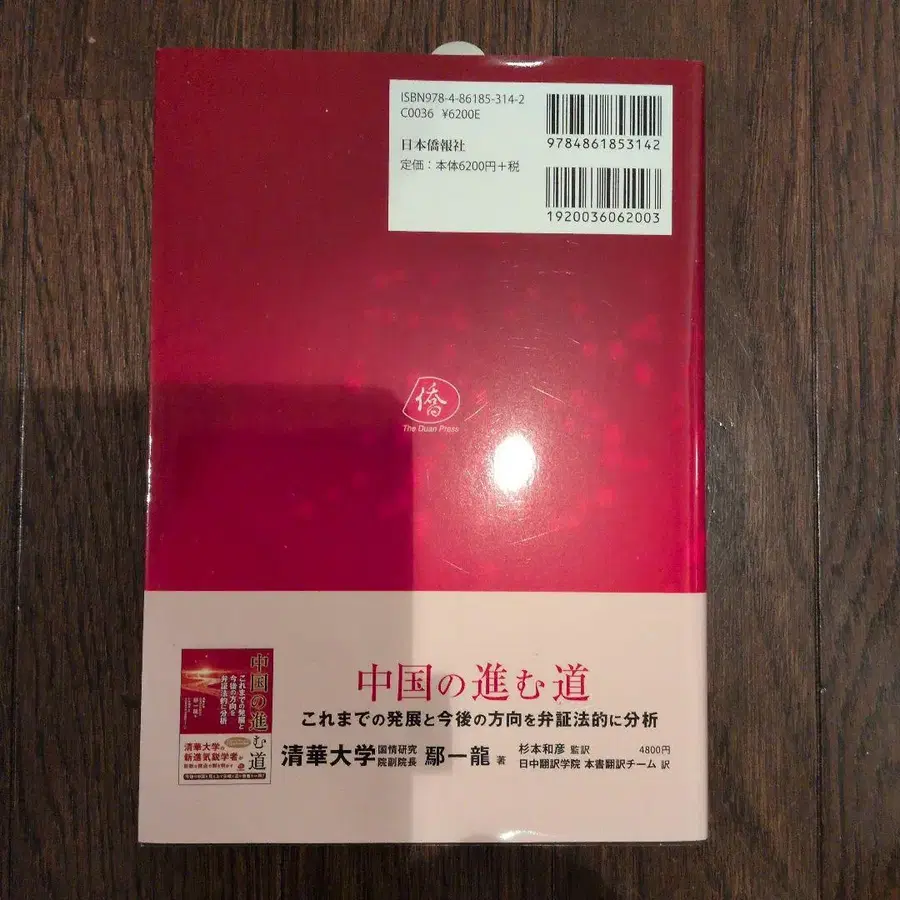 ISBN978-4-86185-314-2
C0036 ¥6200E
日本僑報社
定価：本体6200円＋税
9784861853142
1920036062003
僑
The Duan Press
中国の進む道
これまでの発展と今後の方向を弁証法的に分析
清華大学 国情研究院副院長 鄢一龍 著
杉本和彦 監訳 4800円
日中翻訳学院 本書翻訳チーム 訳
中国の進む道
これまでの発展と
今後の方向を
弁証法的に分析
清華大学の
新進気鋭学者が